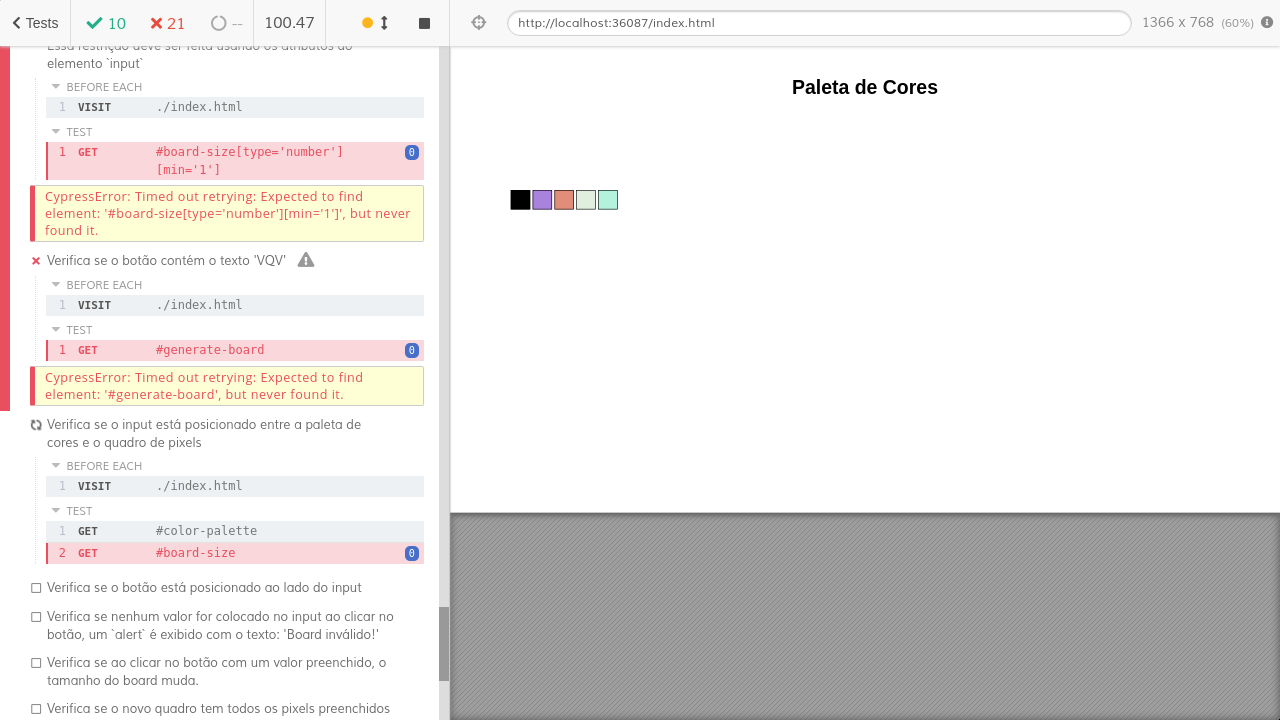 Tests
10
21
--
100.47
http://localhost:36087/index.html
1366 x 768 (60%)
Essa restrição deve ser feita usando os atributos do
elemento `input`
BEFORE EACH
1 VISIT ./index.html
TEST
1 GET #board-size[type='number']
[min='1'] 0
CypressError: Timed out retrying: Expected to find
element: '#board-size[type='number'][min='1']', but never
found it.
Verifica se o botão contém o texto 'VQV'
BEFORE EACH
1 VISIT ./index.html
TEST
1 GET #generate-board 0
CypressError: Timed out retrying: Expected to find
element: '#generate-board', but never found it.
Verifica se o input está posicionado entre a paleta de
cores e o quadro de pixels
BEFORE EACH
1 VISIT ./index.html
TEST
1 GET #color-palette
2 GET #board-size 0
Verifica se o botão está posicionado ao lado do input
Verifica se nenhum valor for colocado no input ao clicar no
botão, um `alert` é exibido com o texto: 'Board inválido!'
Verifica se ao clicar no botão com um valor preenchido, o
tamanho do board muda.
Verifica se o novo quadro tem todos os pixels preenchidos
Paleta de Cores